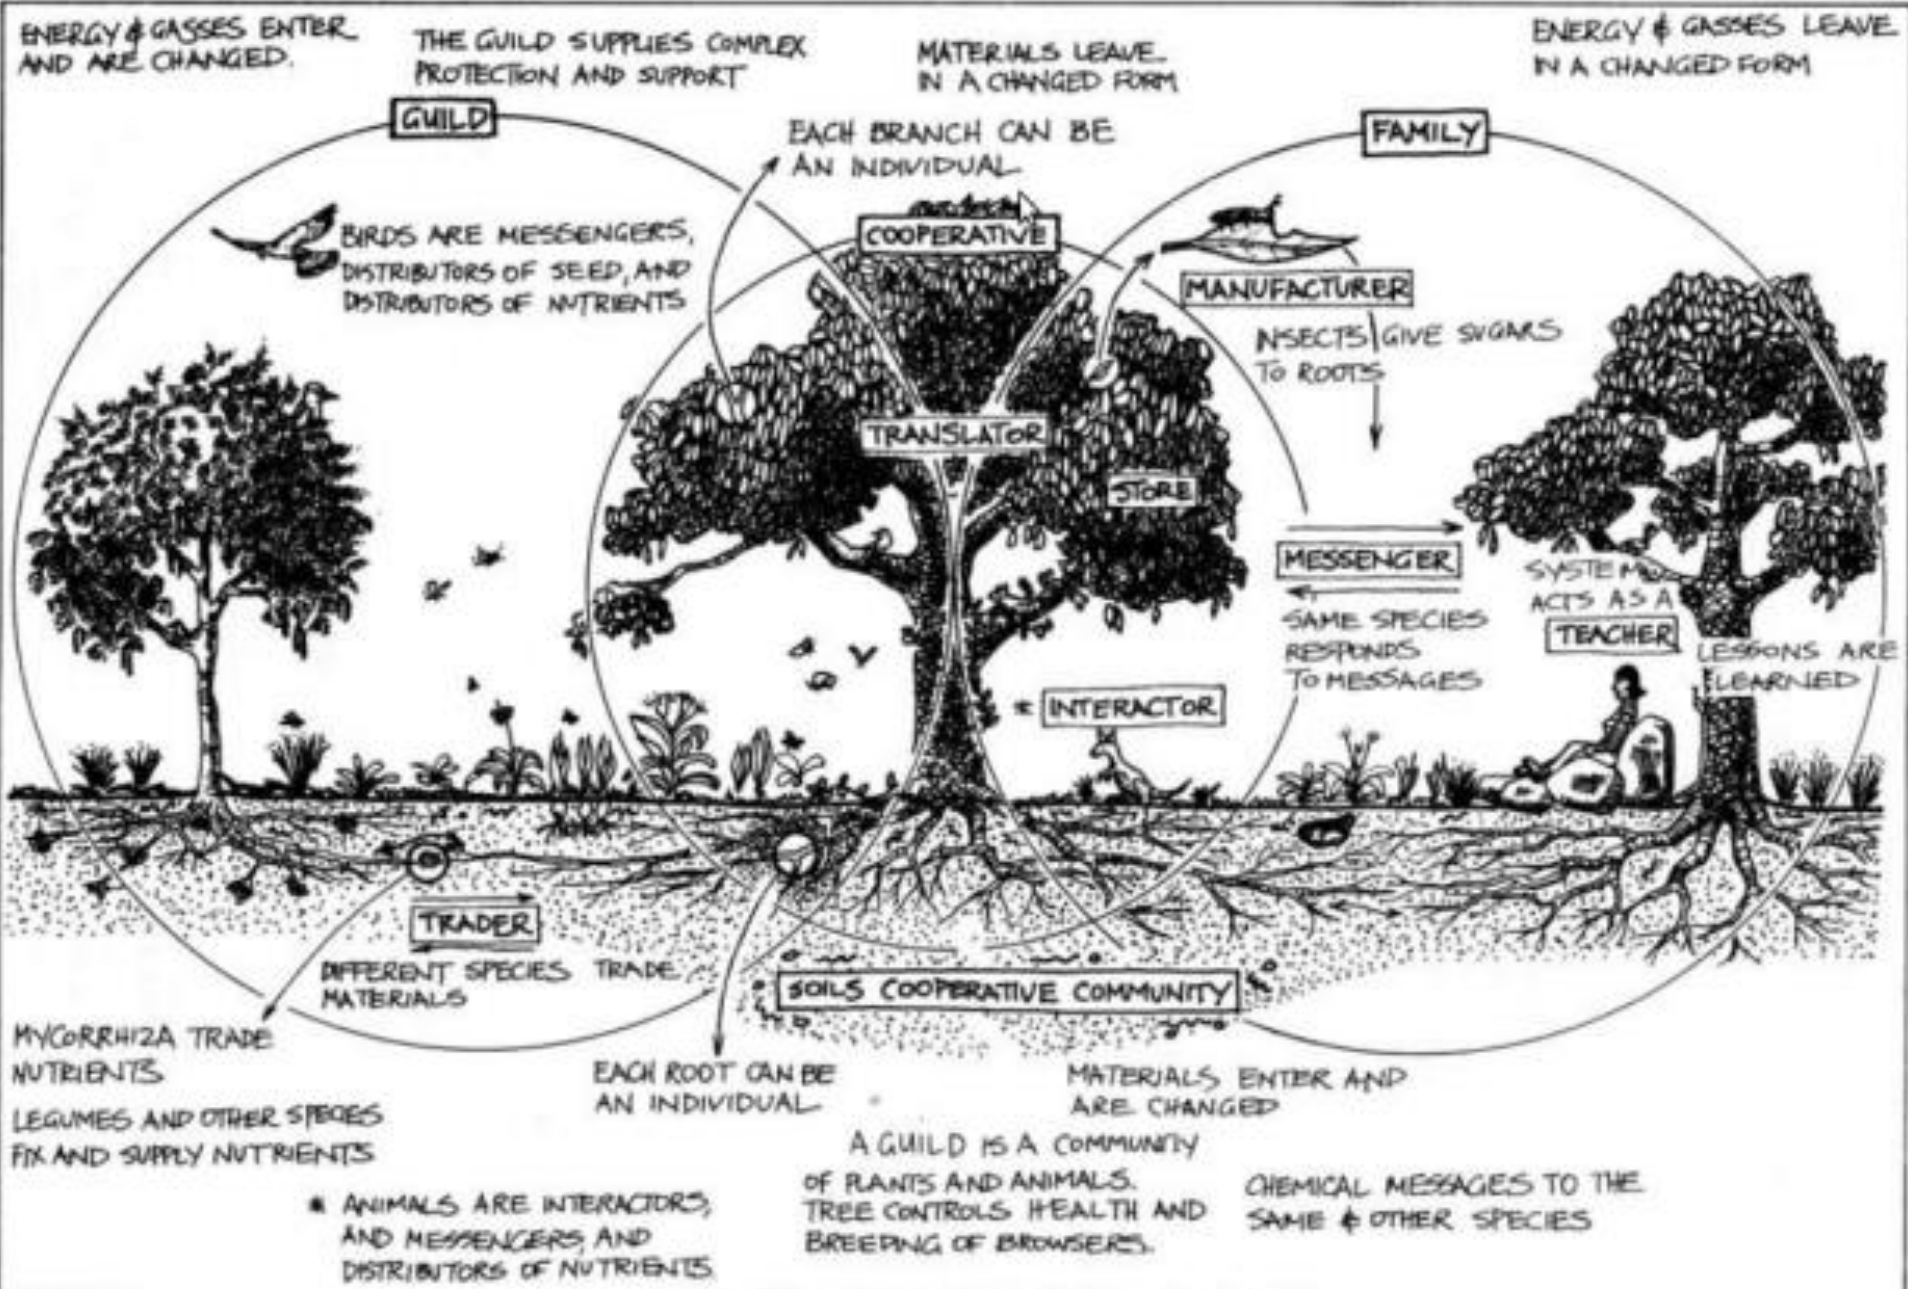 ENERGY & GASSES ENTER
AND ARE CHANGED.
THE GUILD SUPPLIES COMPLEX
PROTECTION AND SUPPORT
MATERIALS LEAVE
IN A CHANGED FORM
ENERGY & GASSES LEAVE
IN A CHANGED FORM
GUILD
EACH BRANCH CAN BE
AN INDIVIDUAL
FAMILY
BIRDS ARE MESSENGERS,
DISTRIBUTORS OF SEED, AND
DISTRIBUTORS OF NUTRIENTS
COOPERATIVE
MANUFACTURER
INSECTS GIVE SUGARS
TO ROOTS
TRANSLATOR
STORE
MESSENGER
SAME SPECIES
RESPONDS
TO MESSAGES
SYSTEM
ACTS AS A
TEACHER
LESSONS ARE
LEARNED
* INTERACTOR
TRADER
DIFFERENT SPECIES TRADE
MATERIALS
SOILS COOPERATIVE COMMUNITY
MYCORRHIZA TRADE
NUTRIENTS
LEGUMES AND OTHER SPECIES
FIX AND SUPPLY NUTRIENTS
EACH ROOT CAN BE
AN INDIVIDUAL
MATERIALS ENTER AND
ARE CHANGED
* ANIMALS ARE INTERACTORS,
AND MESSENGERS, AND
DISTRIBUTORS OF NUTRIENTS.
A GUILD IS A COMMUNITY
OF PLANTS AND ANIMALS.
TREE CONTROLS HEALTH AND
BREEDING OF BROWSERS.
CHEMICAL MESSAGES TO THE
SAME & OTHER SPECIES